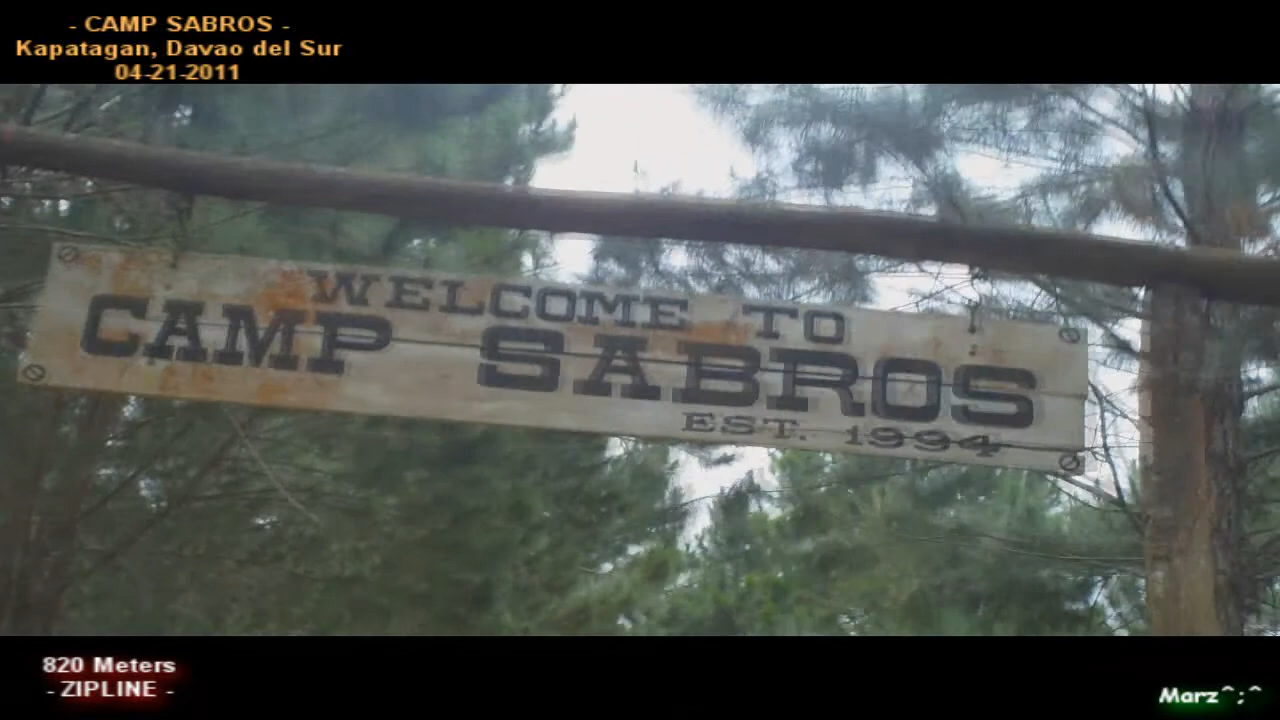 - CAMP SABROS -
Kapatagan, Davao del Sur
04-21-2011
WELCOME TO
CAMP SABROS
EST. 1994
820 Meters
- ZIPLINE -
Marz^;^